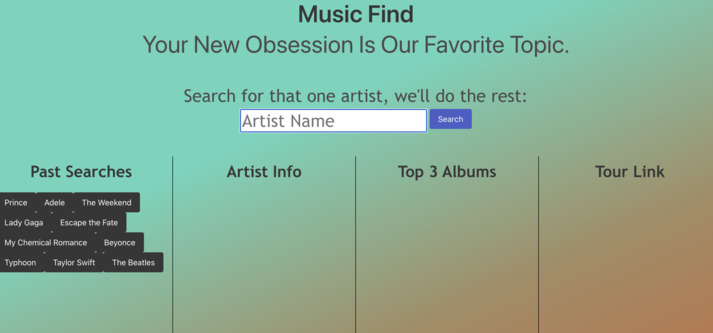 Music Find
Your New Obsession Is Our Favorite Topic.
Search for that one artist, we'll do the rest:
Artist Name Search
Past Searches Artist Info Top 3 Albums Tour Link
Prince Adele The Weekend
Lady Gaga Escape the Fate
My Chemical Romance Beyonce
Typhoon Taylor Swift The Beatles